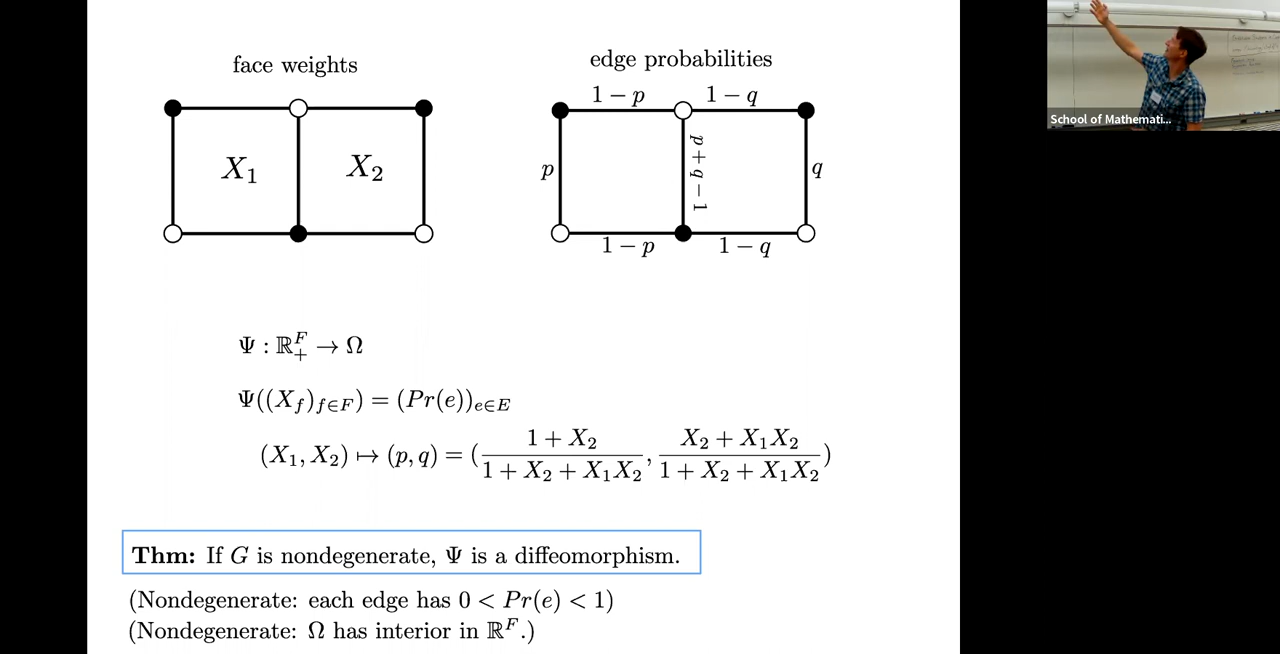 face weights
edge probabilities
1 − p
1 − q
X₁
X₂
p
p + q − 1
q
1 − p
1 − q
Ψ : ℝ₊^F → Ω
Ψ((X_f)_{f∈F}) = (Pr(e))_{e∈E}
(X₁, X₂) ↦ (p, q) = ( (1 + X₂)/(1 + X₂ + X₁X₂) , (X₂ + X₁X₂)/(1 + X₂ + X₁X₂) )
Thm: If G is nondegenerate, Ψ is a diffeomorphism.
(Nondegenerate: each edge has 0 < Pr(e) < 1)
(Nondegenerate: Ω has interior in ℝ^F.)
School of Mathemati...